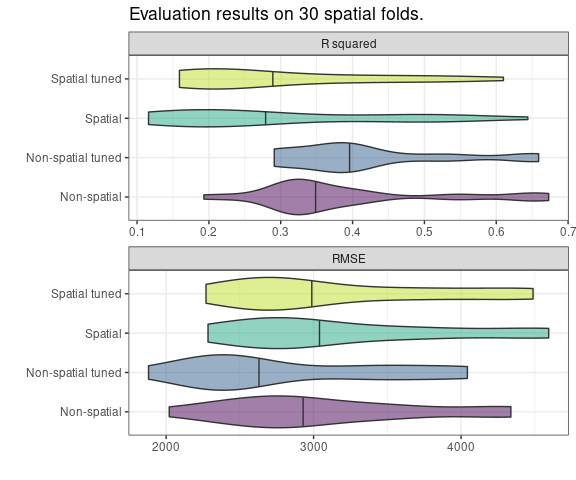 Evaluation results on 30 spatial folds.
R squared
Spatial tuned
Spatial
Non-spatial tuned
Non-spatial
0.1 0.2 0.3 0.4 0.5 0.6 0.7
RMSE
Spatial tuned
Spatial
Non-spatial tuned
Non-spatial
2000 3000 4000